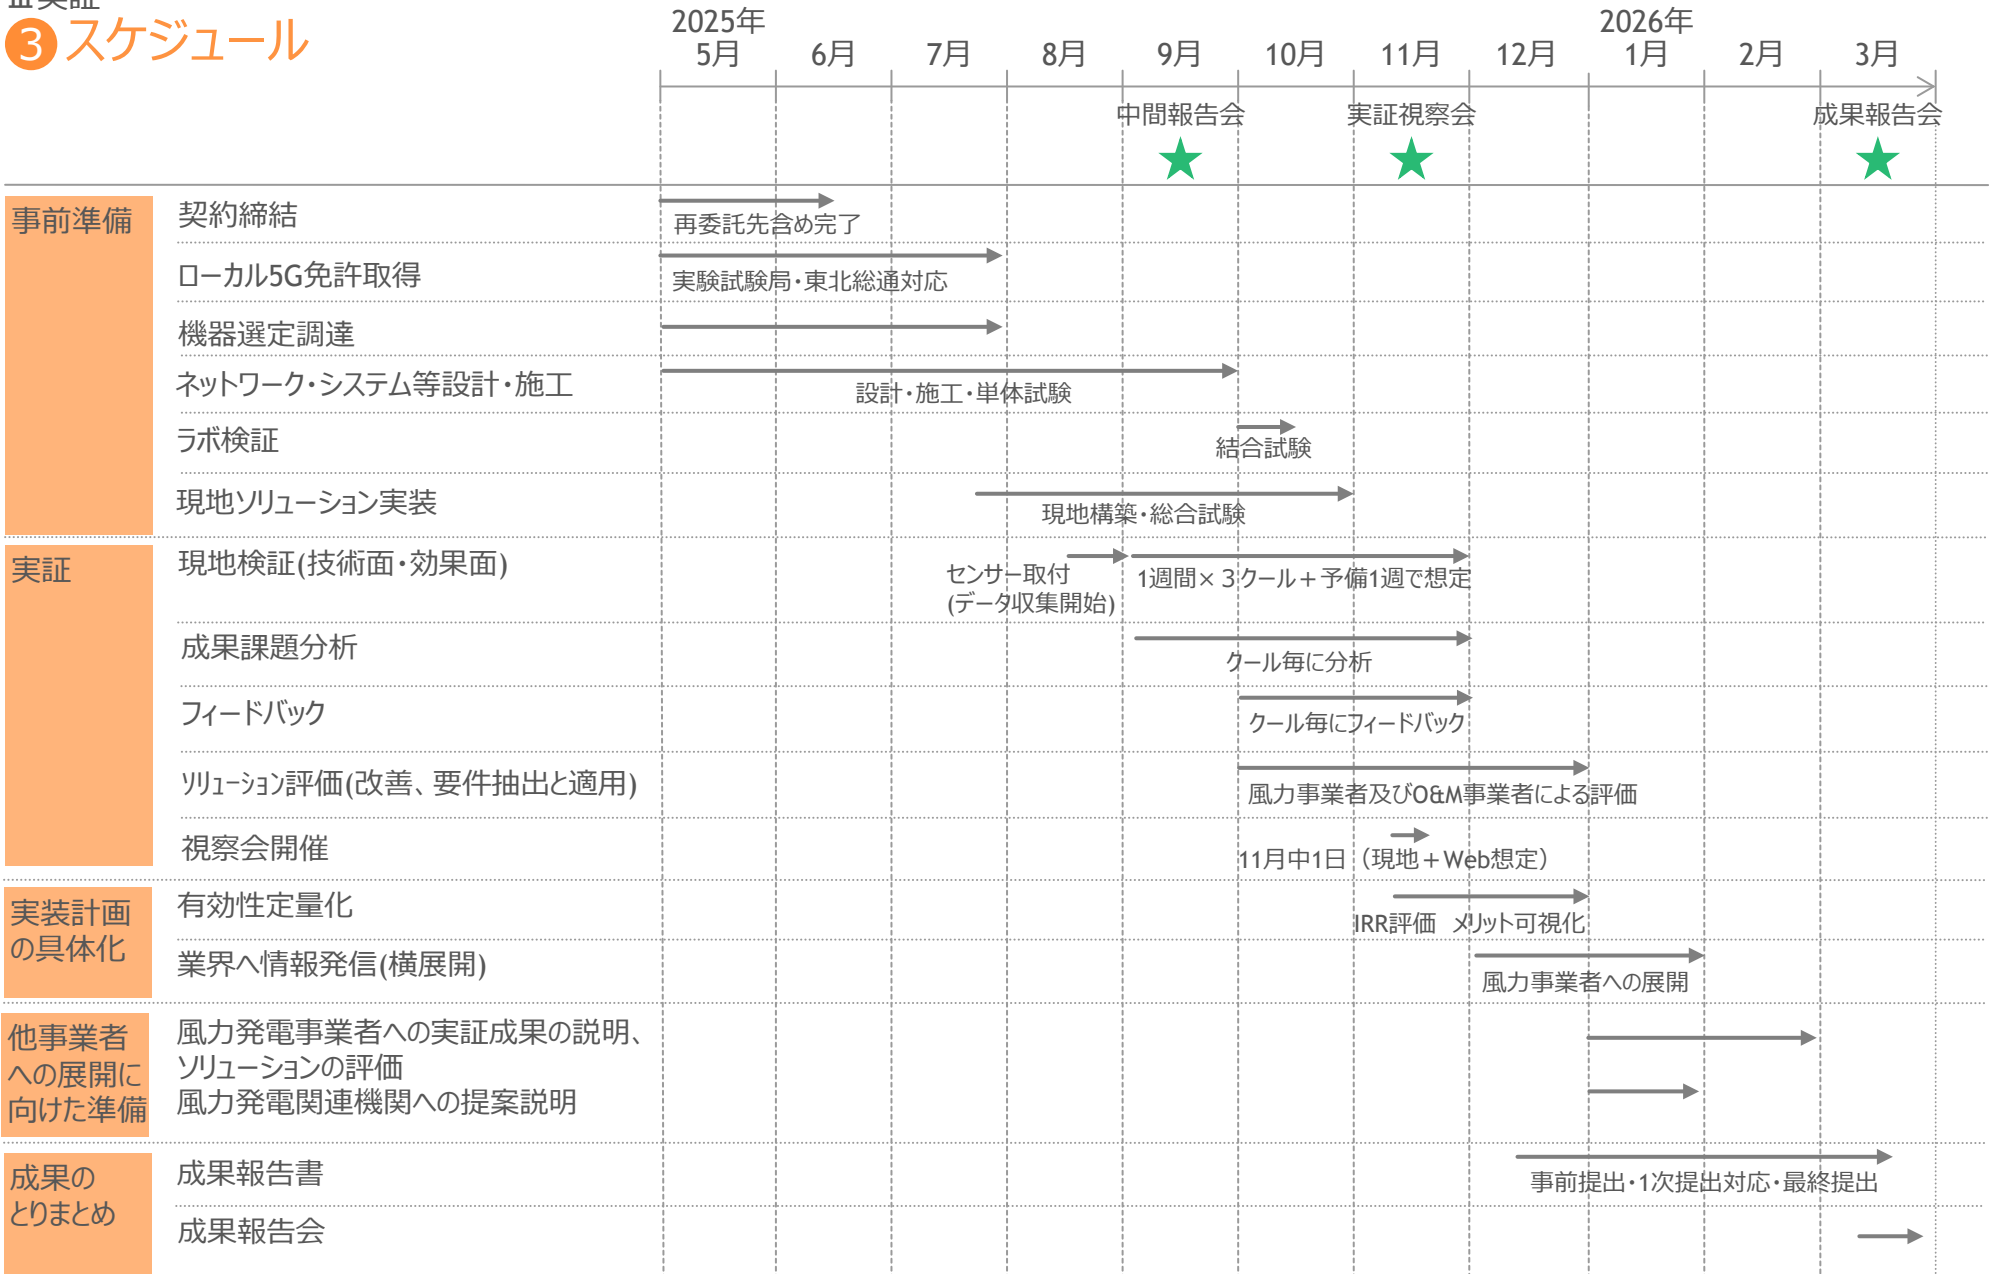 Ⅲ実証
3 スケジュール
2025年
2026年
5月 6月 7月 8月 9月 10月 11月 12月 1月 2月 3月
中間報告会 実証視察会 成果報告会
事前準備
契約締結
再委託先含め完了
ローカル5G免許取得
実験試験局・東北総通対応
機器選定調達
ネットワーク・システム等設計・施工
設計・施工・単体試験
ラボ検証
結合試験
現地ソリューション実装
現地構築・総合試験
実証
現地検証(技術面・効果面)
センサー取付
(データ収集開始)
1週間×３クール＋予備1週で想定
成果課題分析
クール毎に分析
フィードバック
クール毎にフィードバック
ソリューション評価(改善、要件抽出と適用)
風力事業者及びO&M事業者による評価
視察会開催
11月中1日（現地＋Web想定）
実装計画
の具体化
有効性定量化
IRR評価　メリット可視化
業界へ情報発信(横展開)
風力事業者への展開
他事業者
への展開に
向けた準備
風力発電事業者への実証成果の説明、
ソリューションの評価
風力発電関連機関への提案説明
成果の
とりまとめ
成果報告書
事前提出・1次提出対応・最終提出
成果報告会